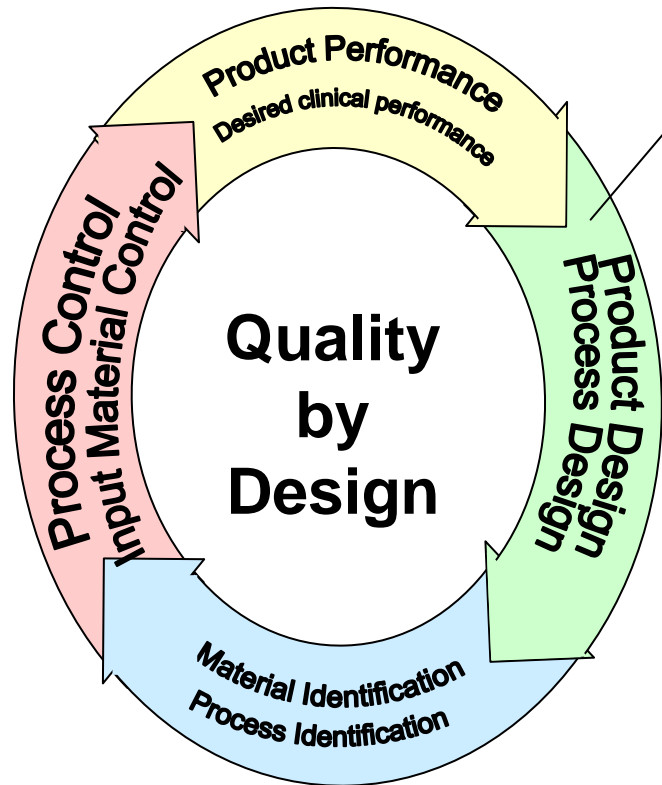 Product Performance
Desired clinical performance
Product Design
Process Design
Material Identification
Process Identification
Process Control
Input Material Control
Quality
by
Design